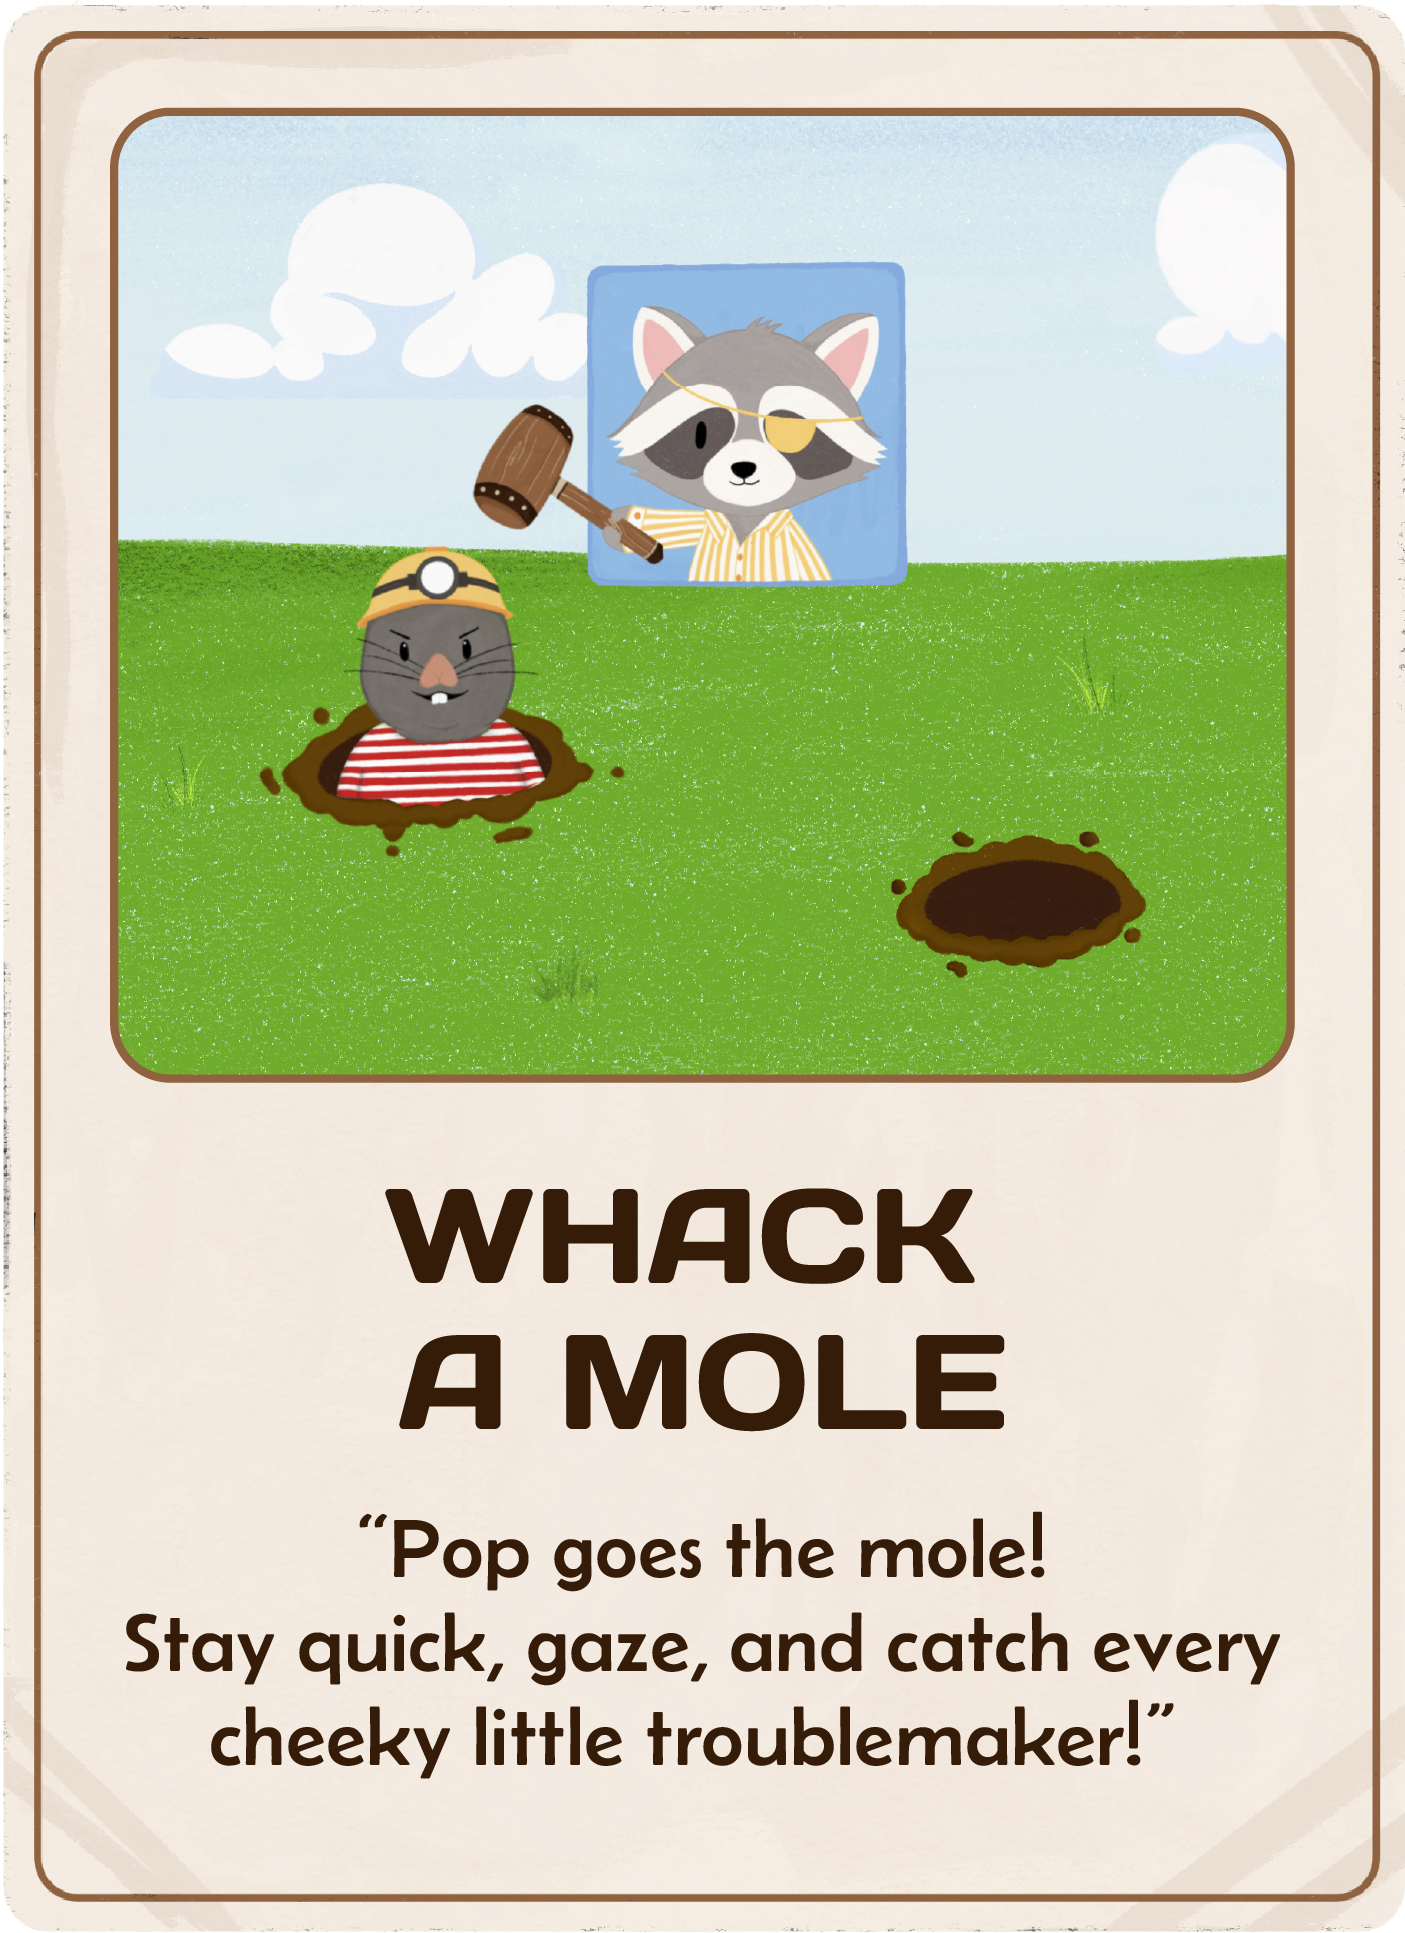 WHACK
A MOLE
“Pop goes the mole!
Stay quick, gaze, and catch every
cheeky little troublemaker!”